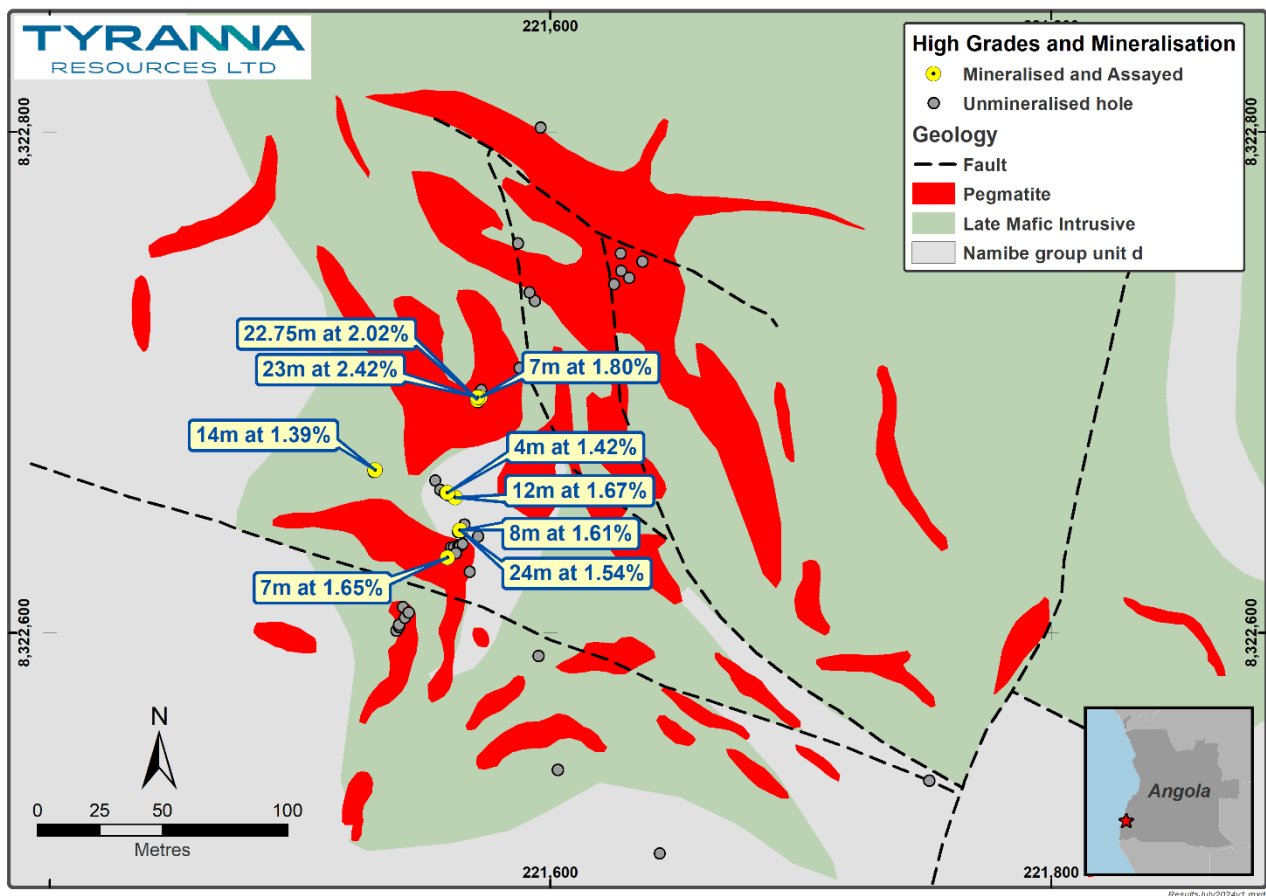 TYRANNA
RESOURCES LTD
221,600
High Grades and Mineralisation
Mineralised and Assayed
Unmineralised hole
Geology
Fault
Pegmatite
Late Mafic Intrusive
Namibe group unit d
8,322,800
8,322,800
22.75m at 2.02%
23m at 2.42%
7m at 1.80%
14m at 1.39%
4m at 1.42%
12m at 1.67%
8m at 1.61%
24m at 1.54%
7m at 1.65%
8,322,600
8,322,600
N
0 25 50 100
Metres
Angola
221,600
221,800
ResultsJuly2024v1.mxd